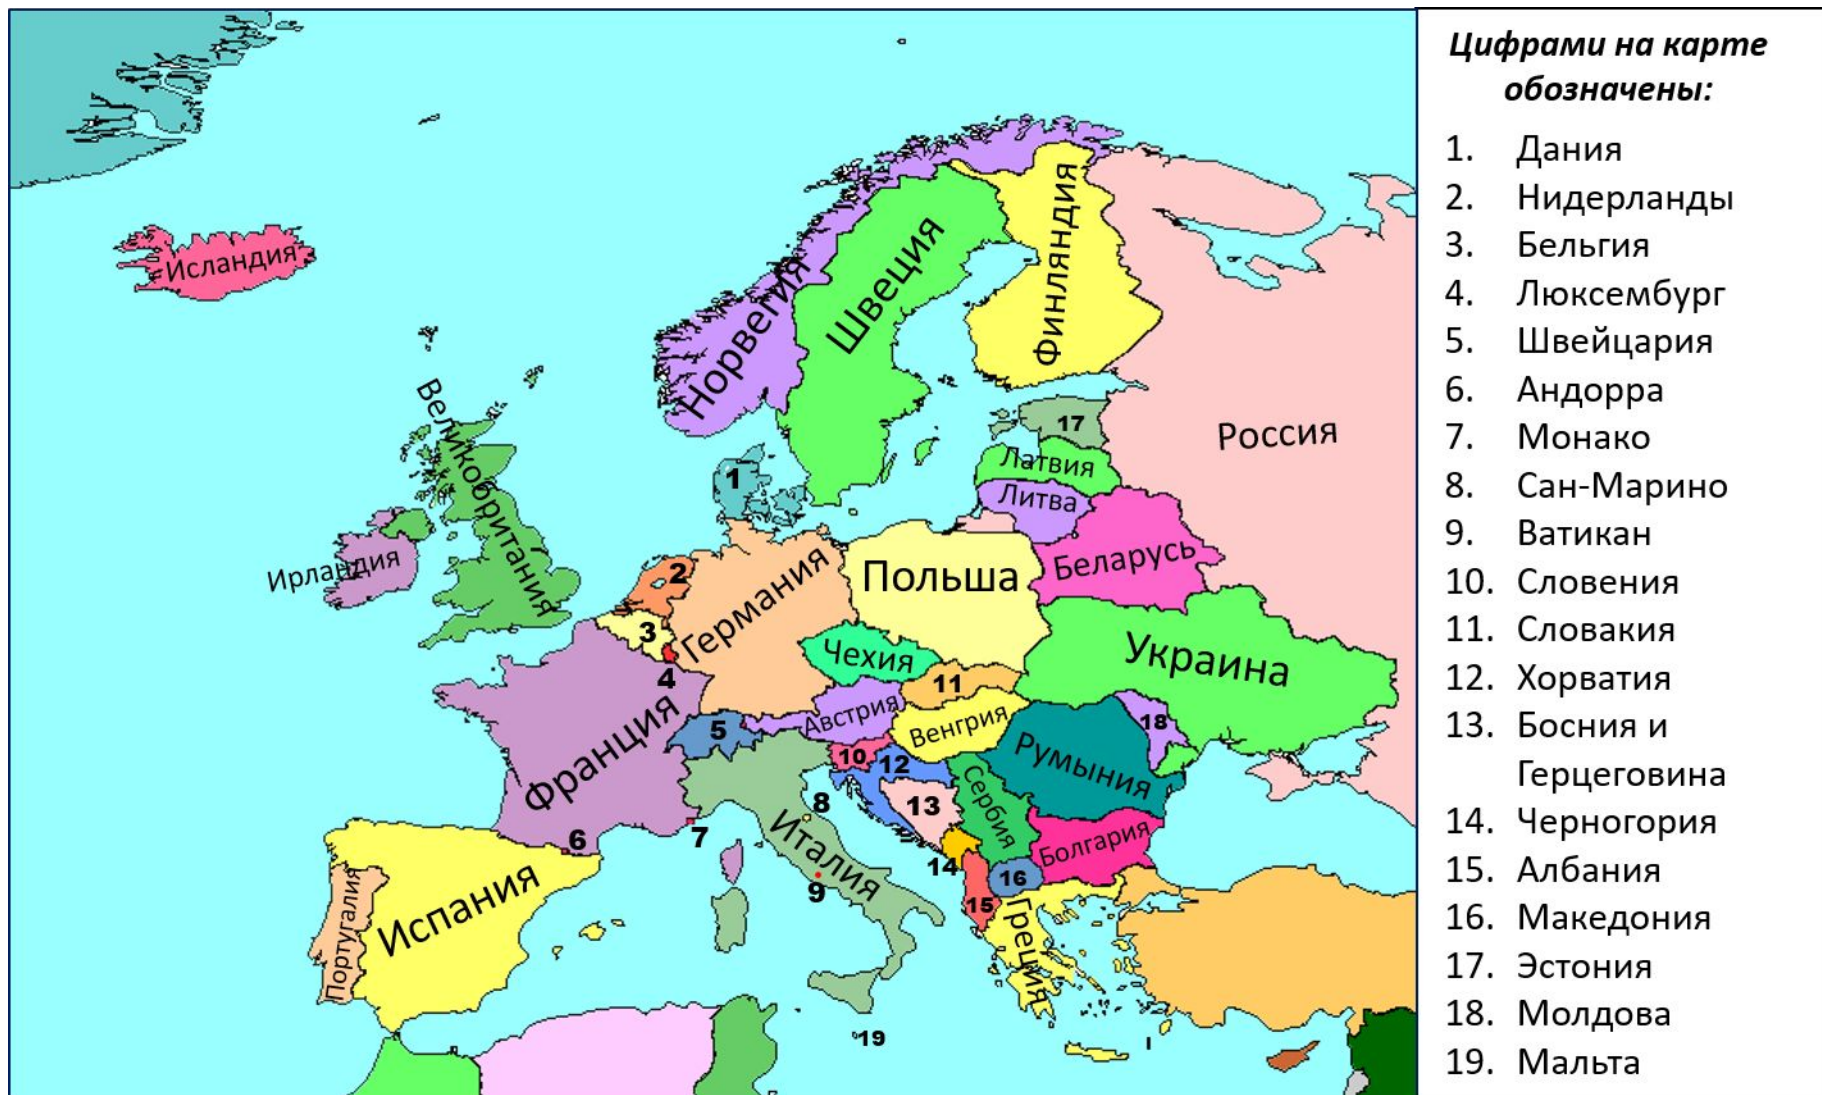 Исландия
Норвегия
Швеция
Финляндия
Россия
Великобритания
Ирландия
1
17
Латвия
Литва
Беларусь
Польша
Германия
2
3
4
Чехия
Украина
11
Франция
5
Австрия
Венгрия
18
Румыния
10
12
Сербия
13
8
7
6
Италия
Болгария
14
16
9
15
Греция
Испания
Португалия
19
Цифрами на карте
обозначены:
1. Дания
2. Нидерланды
3. Бельгия
4. Люксембург
5. Швейцария
6. Андорра
7. Монако
8. Сан-Марино
9. Ватикан
10. Словения
11. Словакия
12. Хорватия
13. Босния и
Герцеговина
14. Черногория
15. Албания
16. Македония
17. Эстония
18. Молдова
19. Мальта